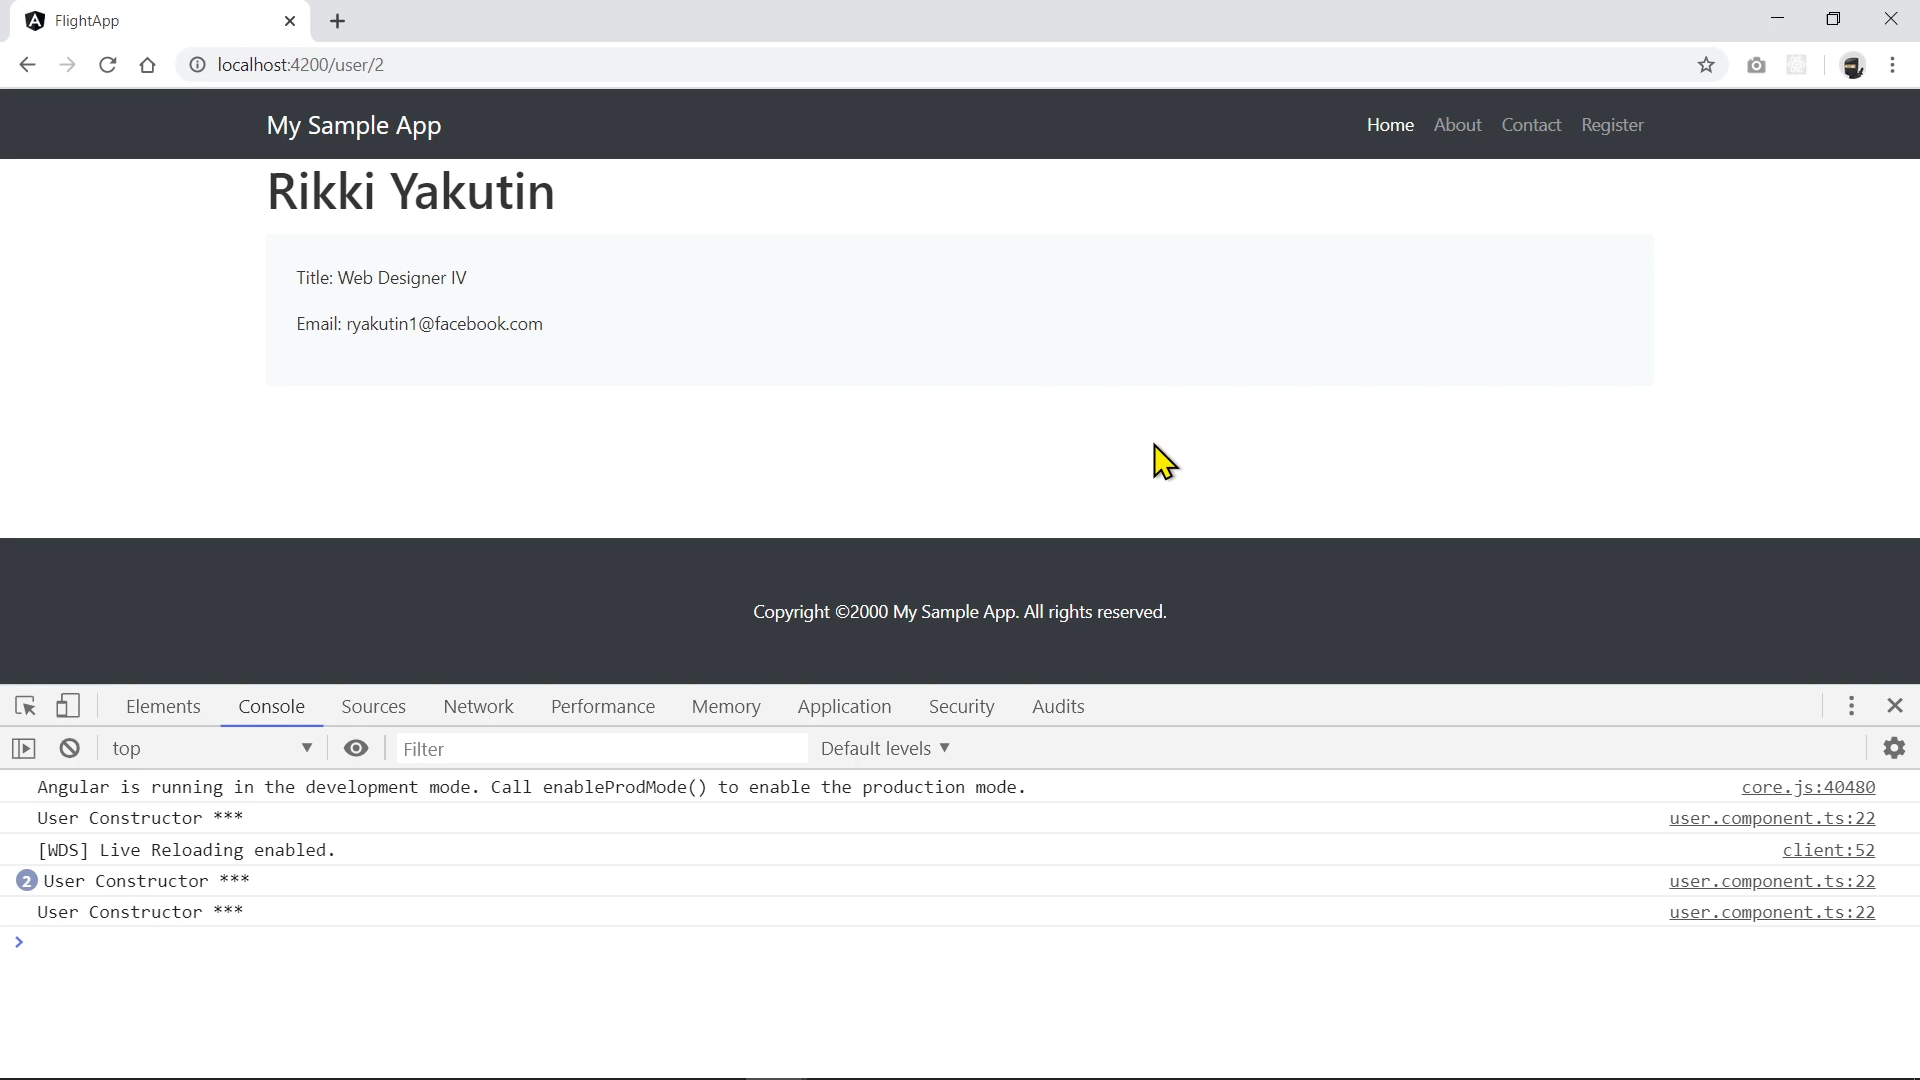 FlightApp
localhost:4200/user/2
My Sample App
Home About Contact Register
Rikki Yakutin
Title: Web Designer IV
Email: ryakutin1@facebook.com
Copyright ©2000 My Sample App. All rights reserved.
Elements Console Sources Network Performance Memory Application Security Audits
top Filter Default levels
Angular is running in the development mode. Call enableProdMode() to enable the production mode. core.js:40480
User Constructor *** user.component.ts:22
[WDS] Live Reloading enabled. client:52
2 User Constructor *** user.component.ts:22
User Constructor *** user.component.ts:22